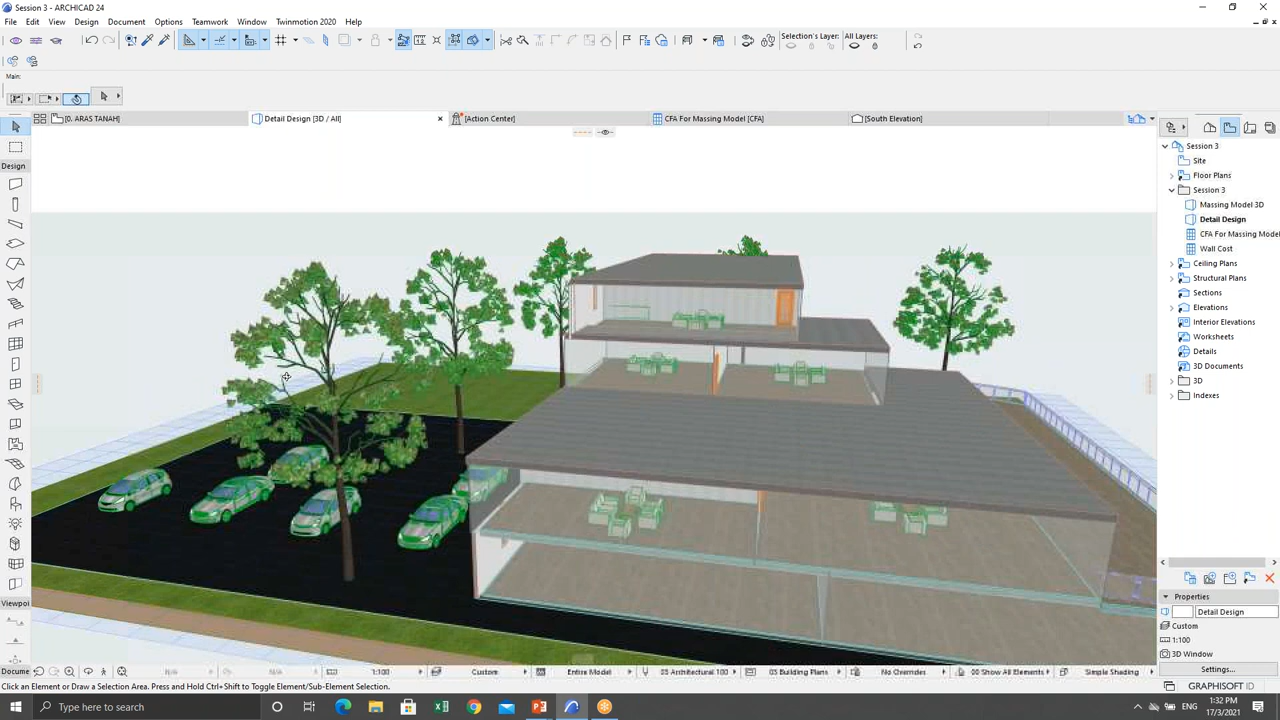 Session 3 - ARCHICAD 24
File Edit View Design Document Options Teamwork Window Twinmotion 2020 Help
Selection's Layer:
All Layers:
Main:
[0. ARAS TANAH]
Detail Design [3D / All]
[Action Center]
CFA For Massing Model [CFA]
[South Elevation]
Design
Session 3
Site
Floor Plans
Session 3
Massing Model 3D
Detail Design
CFA For Massing Model
Wall Cost
Ceiling Plans
Structural Plans
Sections
Elevations
Interior Elevations
Worksheets
Details
3D Documents
3D
Indexes
Viewpoi
Properties
Detail Design
Custom
1:100
3D Window
Settings...
Docume
N/A
N/A
1:100
Custom
Entire Model
03 Architectural 100
03 Building Plans
No Overrides
00 Show All Elements
Simple Shading
Click an Element or Draw a Selection Area. Press and Hold Ctrl+Shift to Toggle Element/Sub-Element Selection.
GRAPHISOFT ID
Type here to search
ENG
1:32 PM
17/3/2021